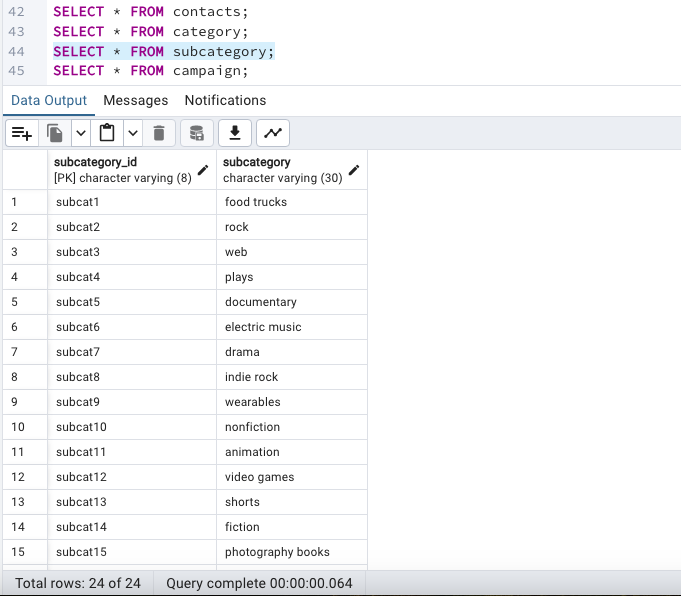 42 SELECT * FROM contacts;
43 SELECT * FROM category;
44 SELECT * FROM subcategory;
45 SELECT * FROM campaign;
Data Output Messages Notifications
subcategory_id subcategory
[PK] character varying (8) character varying (30)
1 subcat1 food trucks
2 subcat2 rock
3 subcat3 web
4 subcat4 plays
5 subcat5 documentary
6 subcat6 electric music
7 subcat7 drama
8 subcat8 indie rock
9 subcat9 wearables
10 subcat10 nonfiction
11 subcat11 animation
12 subcat12 video games
13 subcat13 shorts
14 subcat14 fiction
15 subcat15 photography books
Total rows: 24 of 24 Query complete 00:00:00.064